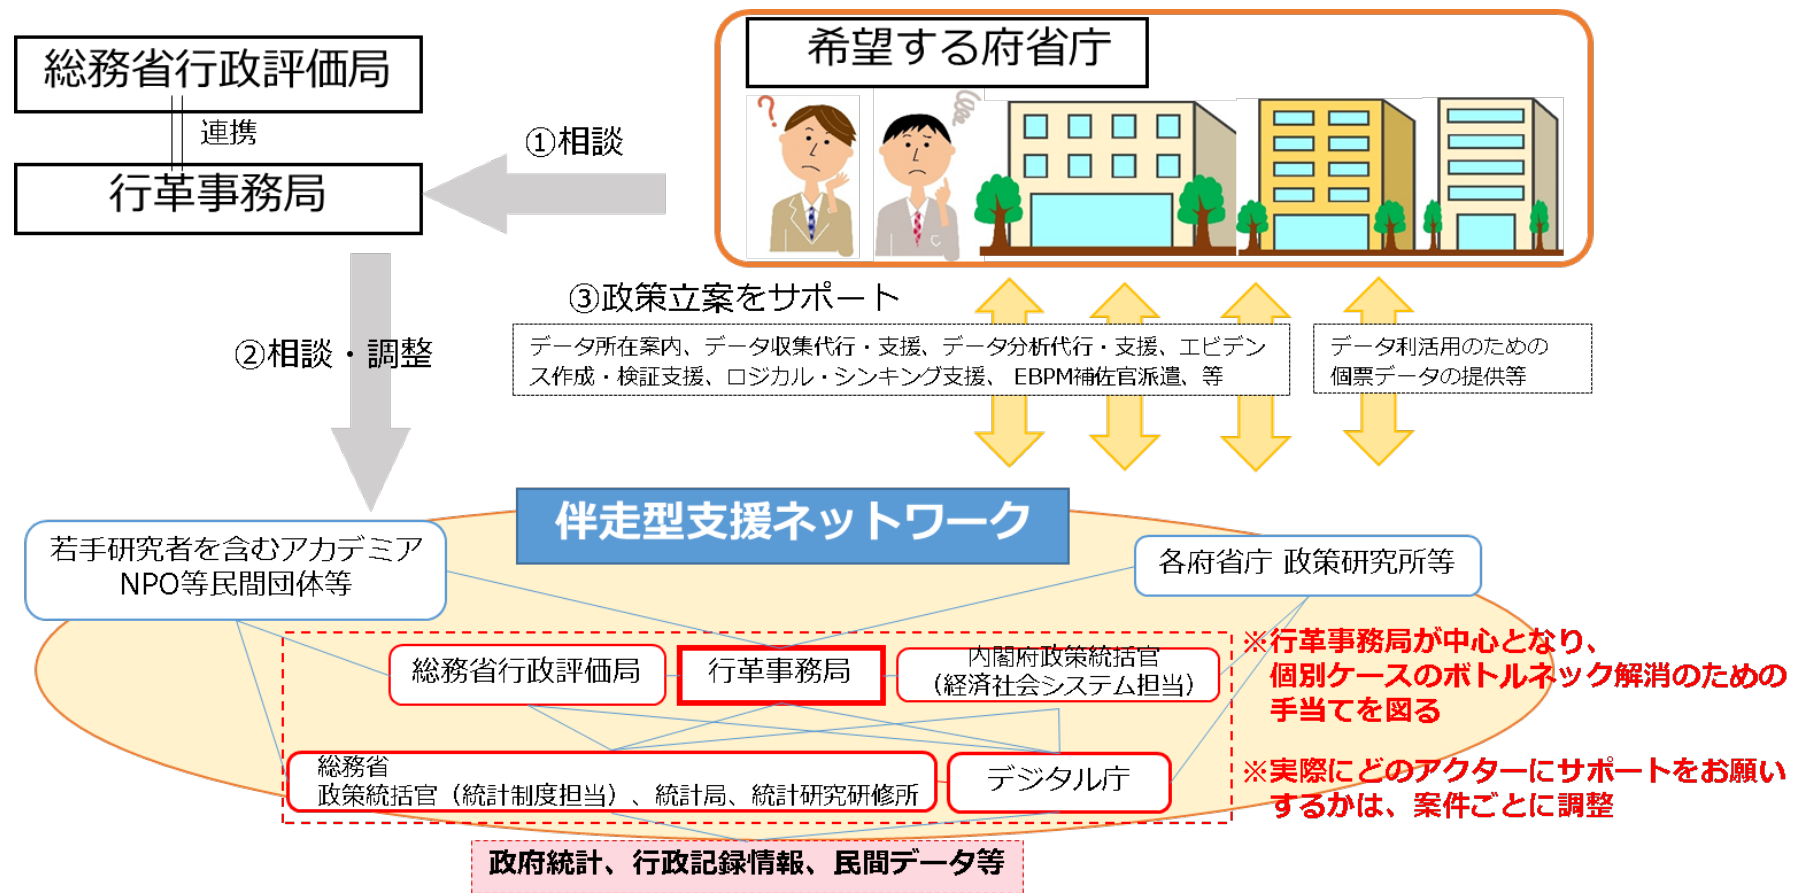 総務省行政評価局
連携
行革事務局
①相談
希望する府省庁
②相談・調整
③政策立案をサポート
データ所在案内、データ収集代行・支援、データ分析代行・支援、エビデン
ス作成・検証支援、ロジカル・シンキング支援、 EBPM補佐官派遣、等
データ利活用のための
個票データの提供等
伴走型支援ネットワーク
若手研究者を含むアカデミア
NPO等民間団体等
各府省庁 政策研究所等
総務省行政評価局
行革事務局
内閣府政策統括官
（経済社会システム担当）
総務省
政策統括官（統計制度担当）、統計局、統計研究研修所
デジタル庁
※行革事務局が中心となり、
個別ケースのボトルネック解消のための
手当てを図る
※実際にどのアクターにサポートをお願い
するかは、案件ごとに調整
政府統計、行政記録情報、民間データ等